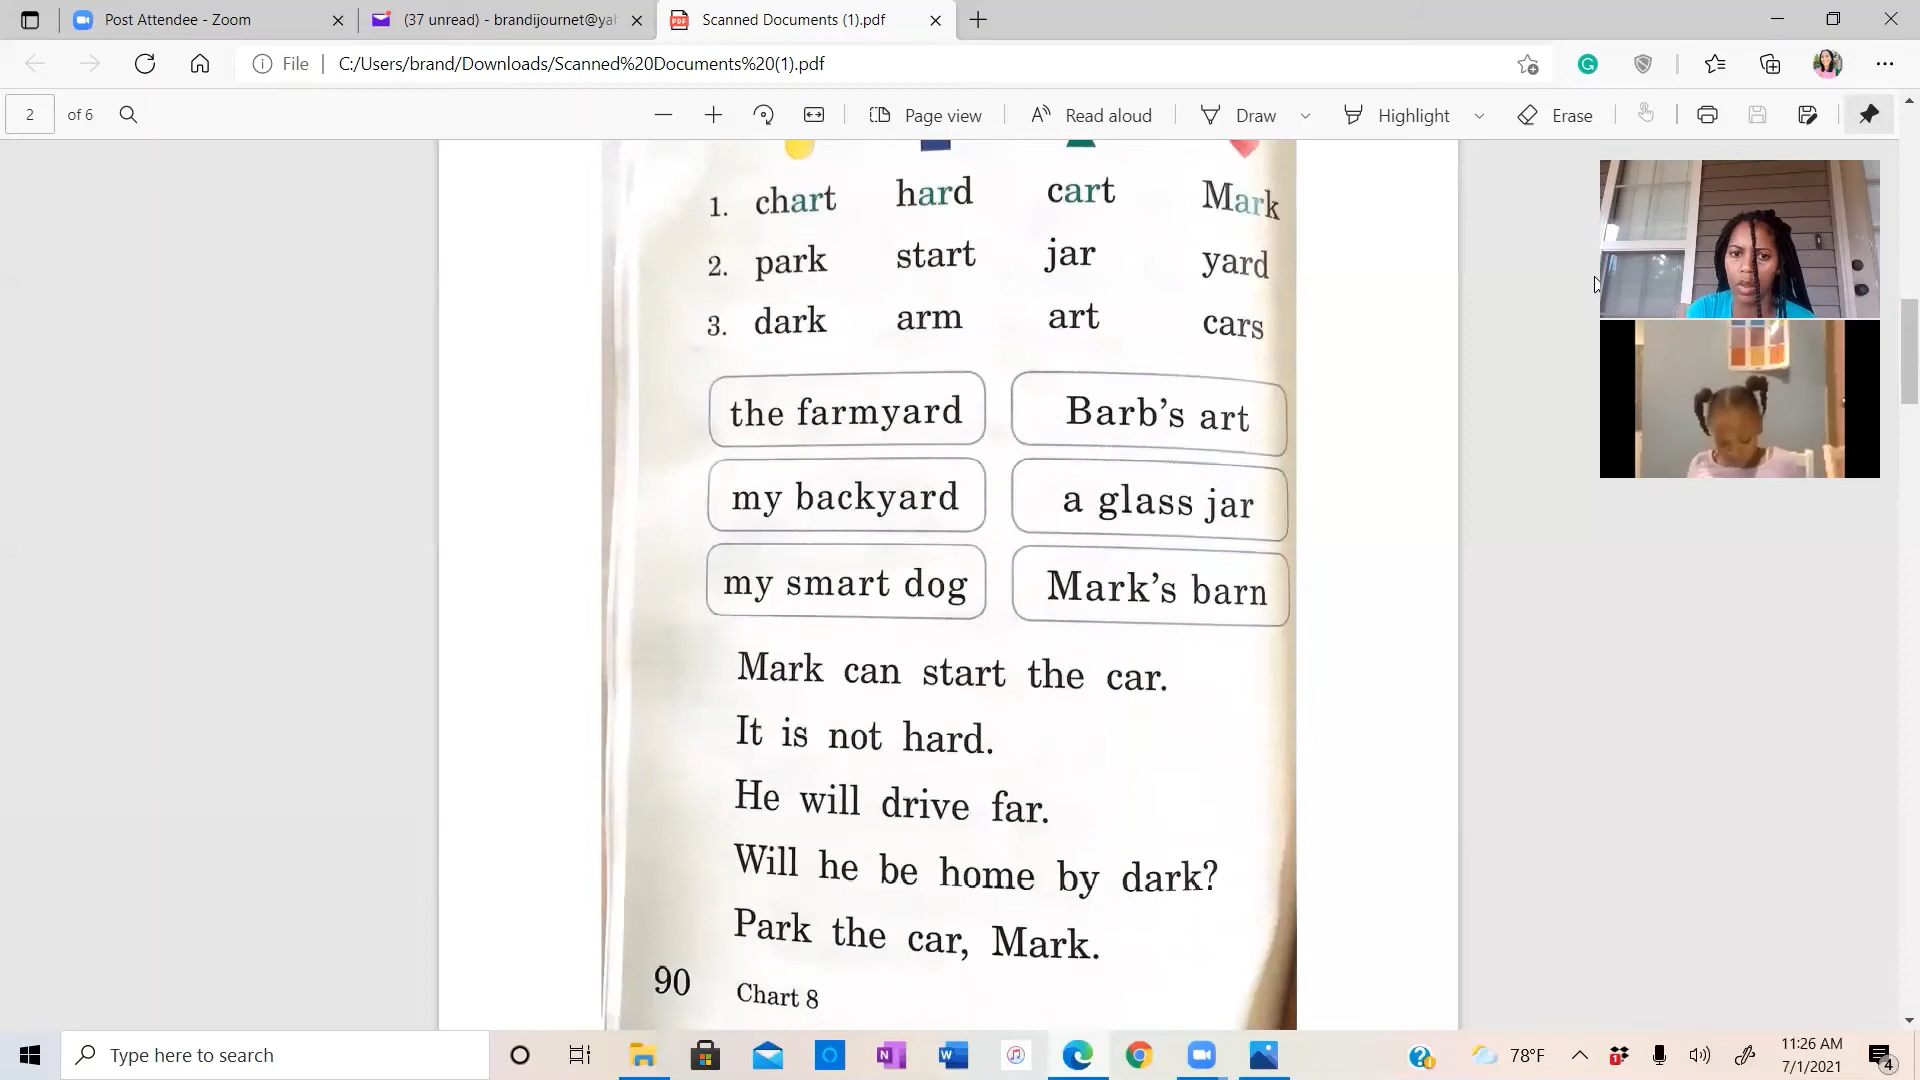 Post Attendee - Zoom
(37 unread) - brandijournet@yah
Scanned Documents (1).pdf
File
C:/Users/brand/Downloads/Scanned%20Documents%20(1).pdf
2 of 6
Page view
Read aloud
Draw
Highlight
Erase
1. chart hard cart Mark
2. park start jar yard
3. dark arm art cars
the farmyard Barb's art
my backyard a glass jar
my smart dog Mark's barn
Mark can start the car.
It is not hard.
He will drive far.
Will he be home by dark?
Park the car, Mark.
90 Chart 8
Type here to search
78°F
11:26 AM
7/1/2021
4